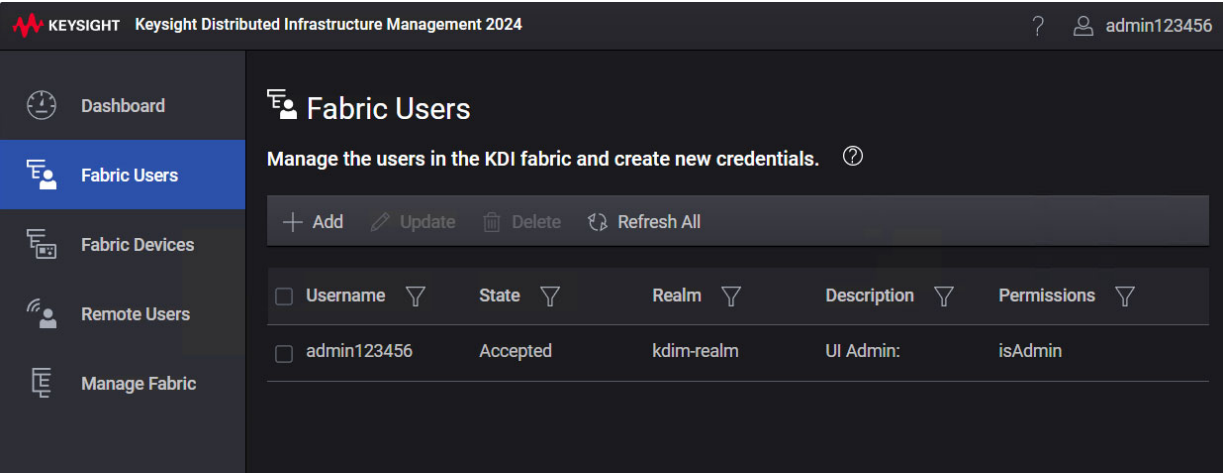 KEYSIGHT Keysight Distributed Infrastructure Management 2024 ? admin123456
Dashboard
Fabric Users
Fabric Devices
Remote Users
Manage Fabric
Fabric Users
Manage the users in the KDI fabric and create new credentials. ?
+ Add Update Delete Refresh All
Username State Realm Description Permissions
admin123456 Accepted kdim-realm UI Admin: isAdmin